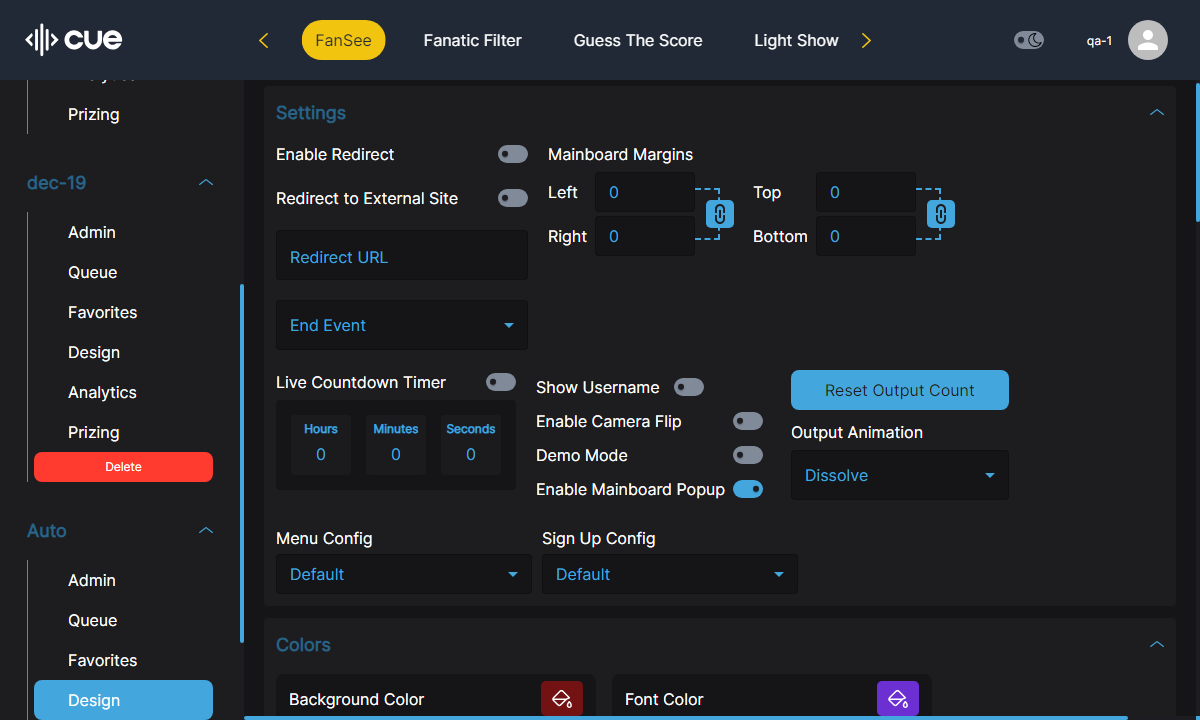 cue
FanSee
Fanatic Filter
Guess The Score
Light Show
qa-1
Prizing
dec-19
Admin
Queue
Favorites
Design
Analytics
Prizing
Delete
Auto
Admin
Queue
Favorites
Design
Settings
Enable Redirect
Redirect to External Site
Redirect URL
End Event
Mainboard Margins
Left 0
Right 0
Top 0
Bottom 0
Live Countdown Timer
Hours Minutes Seconds
0 0 0
Show Username
Enable Camera Flip
Demo Mode
Enable Mainboard Popup
Reset Output Count
Output Animation
Dissolve
Menu Config
Default
Sign Up Config
Default
Colors
Background Color
Font Color